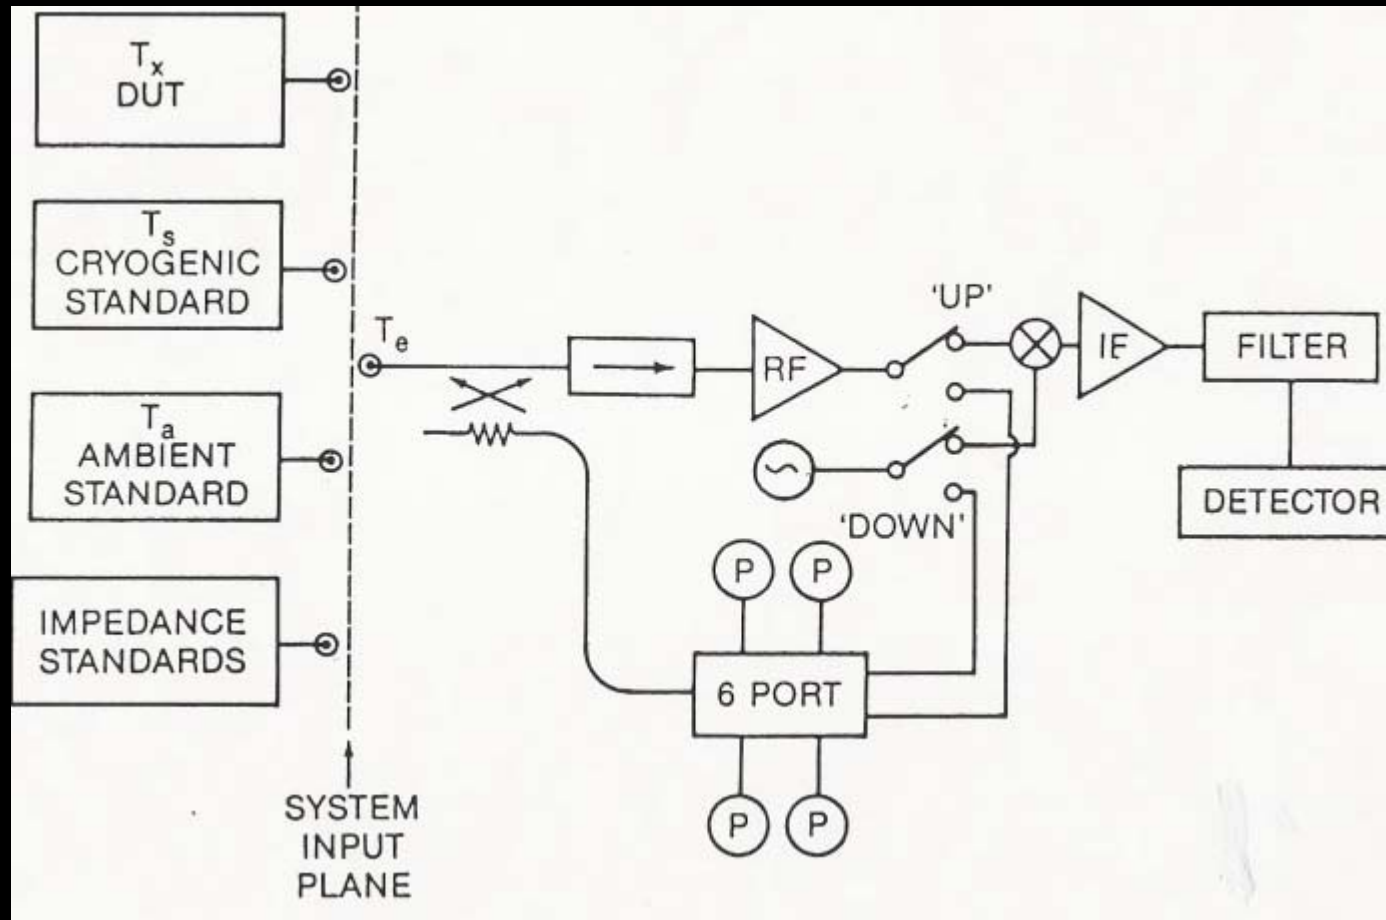 Tx
DUT
Ts
CRYOGENIC
STANDARD
Ta
AMBIENT
STANDARD
IMPEDANCE
STANDARDS
SYSTEM
INPUT
PLANE
Te
RF
'UP'
'DOWN'
IF
FILTER
DETECTOR
P
P
6 PORT
P
P